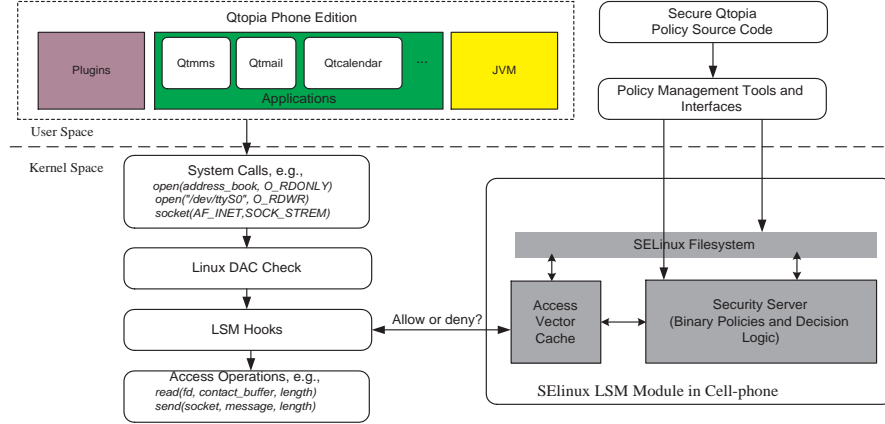 Qtopia Phone Edition
Plugins
Qtmms
Qtmail
Qtcalendar
...
Applications
JVM
User Space
Secure Qtopia
Policy Source Code
Policy Management Tools and
Interfaces
Kernel Space
System Calls, e.g.,
open(address_book, O_RDONLY)
open("/dev/ttyS0", O_RDWR)
socket(AF_INET,SOCK_STREM)
Linux DAC Check
LSM Hooks
Allow or deny?
Access Operations, e.g.,
read(fd, contact_buffer, length)
send(socket, message, length)
SELinux Filesystem
Access
Vector
Cache
Security Server
(Binary Policies and Decision
Logic)
SElinux LSM Module in Cell-phone